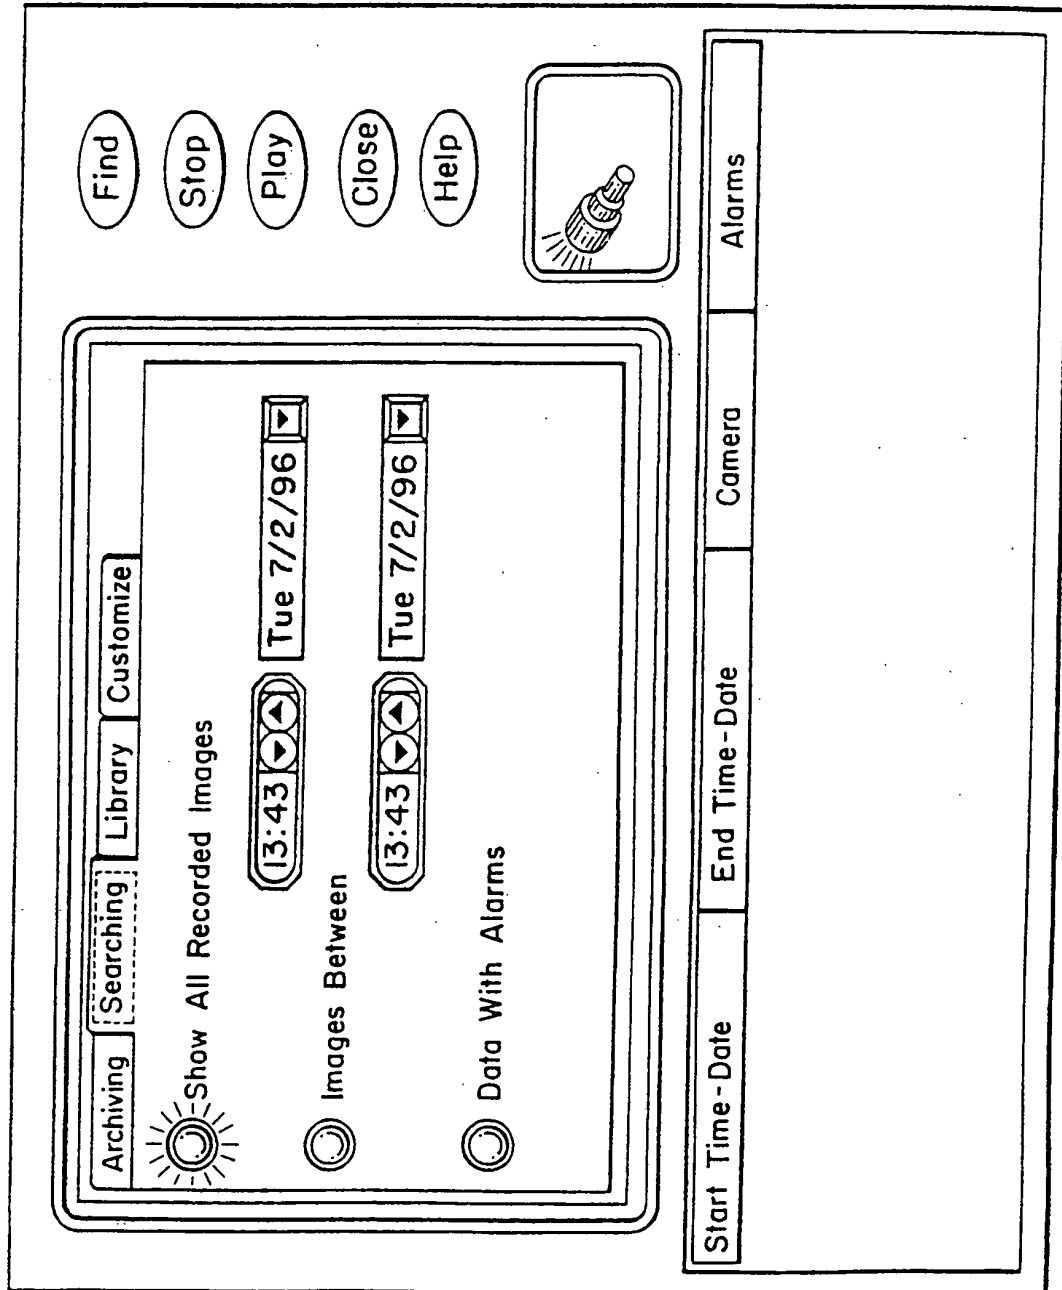 Archiving Searching Library Customize
Show All Recorded Images
13:43 Tue 7/2/96
Images Between
13:43 Tue 7/2/96
Data With Alarms
Find
Stop
Play
Close
Help
Start Time-Date End Time-Date Camera Alarms